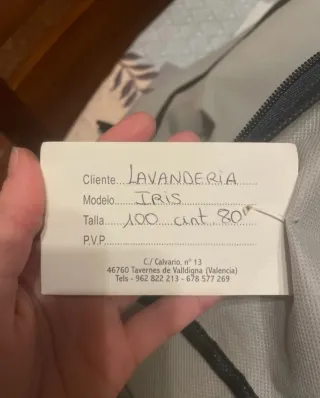 Cliente LAVANDERIA
Modelo IRIS
Talla 100 cint 80
P.V.P.
C./ Calvario, nº 13
46760 Tavernes de Valldigna (Valencia)
Tels - 962 822 213 - 678 577 269